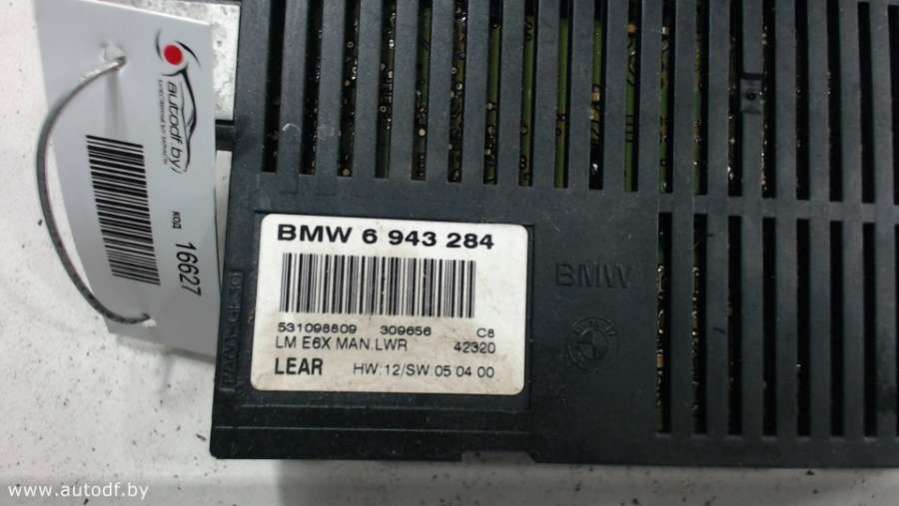 autodf.by
код 16627
BMW 6 943 284
531098809 309656 C8
LM E6X MAN.LWR 42320
LEAR HW:12/SW 05 04 00
BMW
www.autodf.by